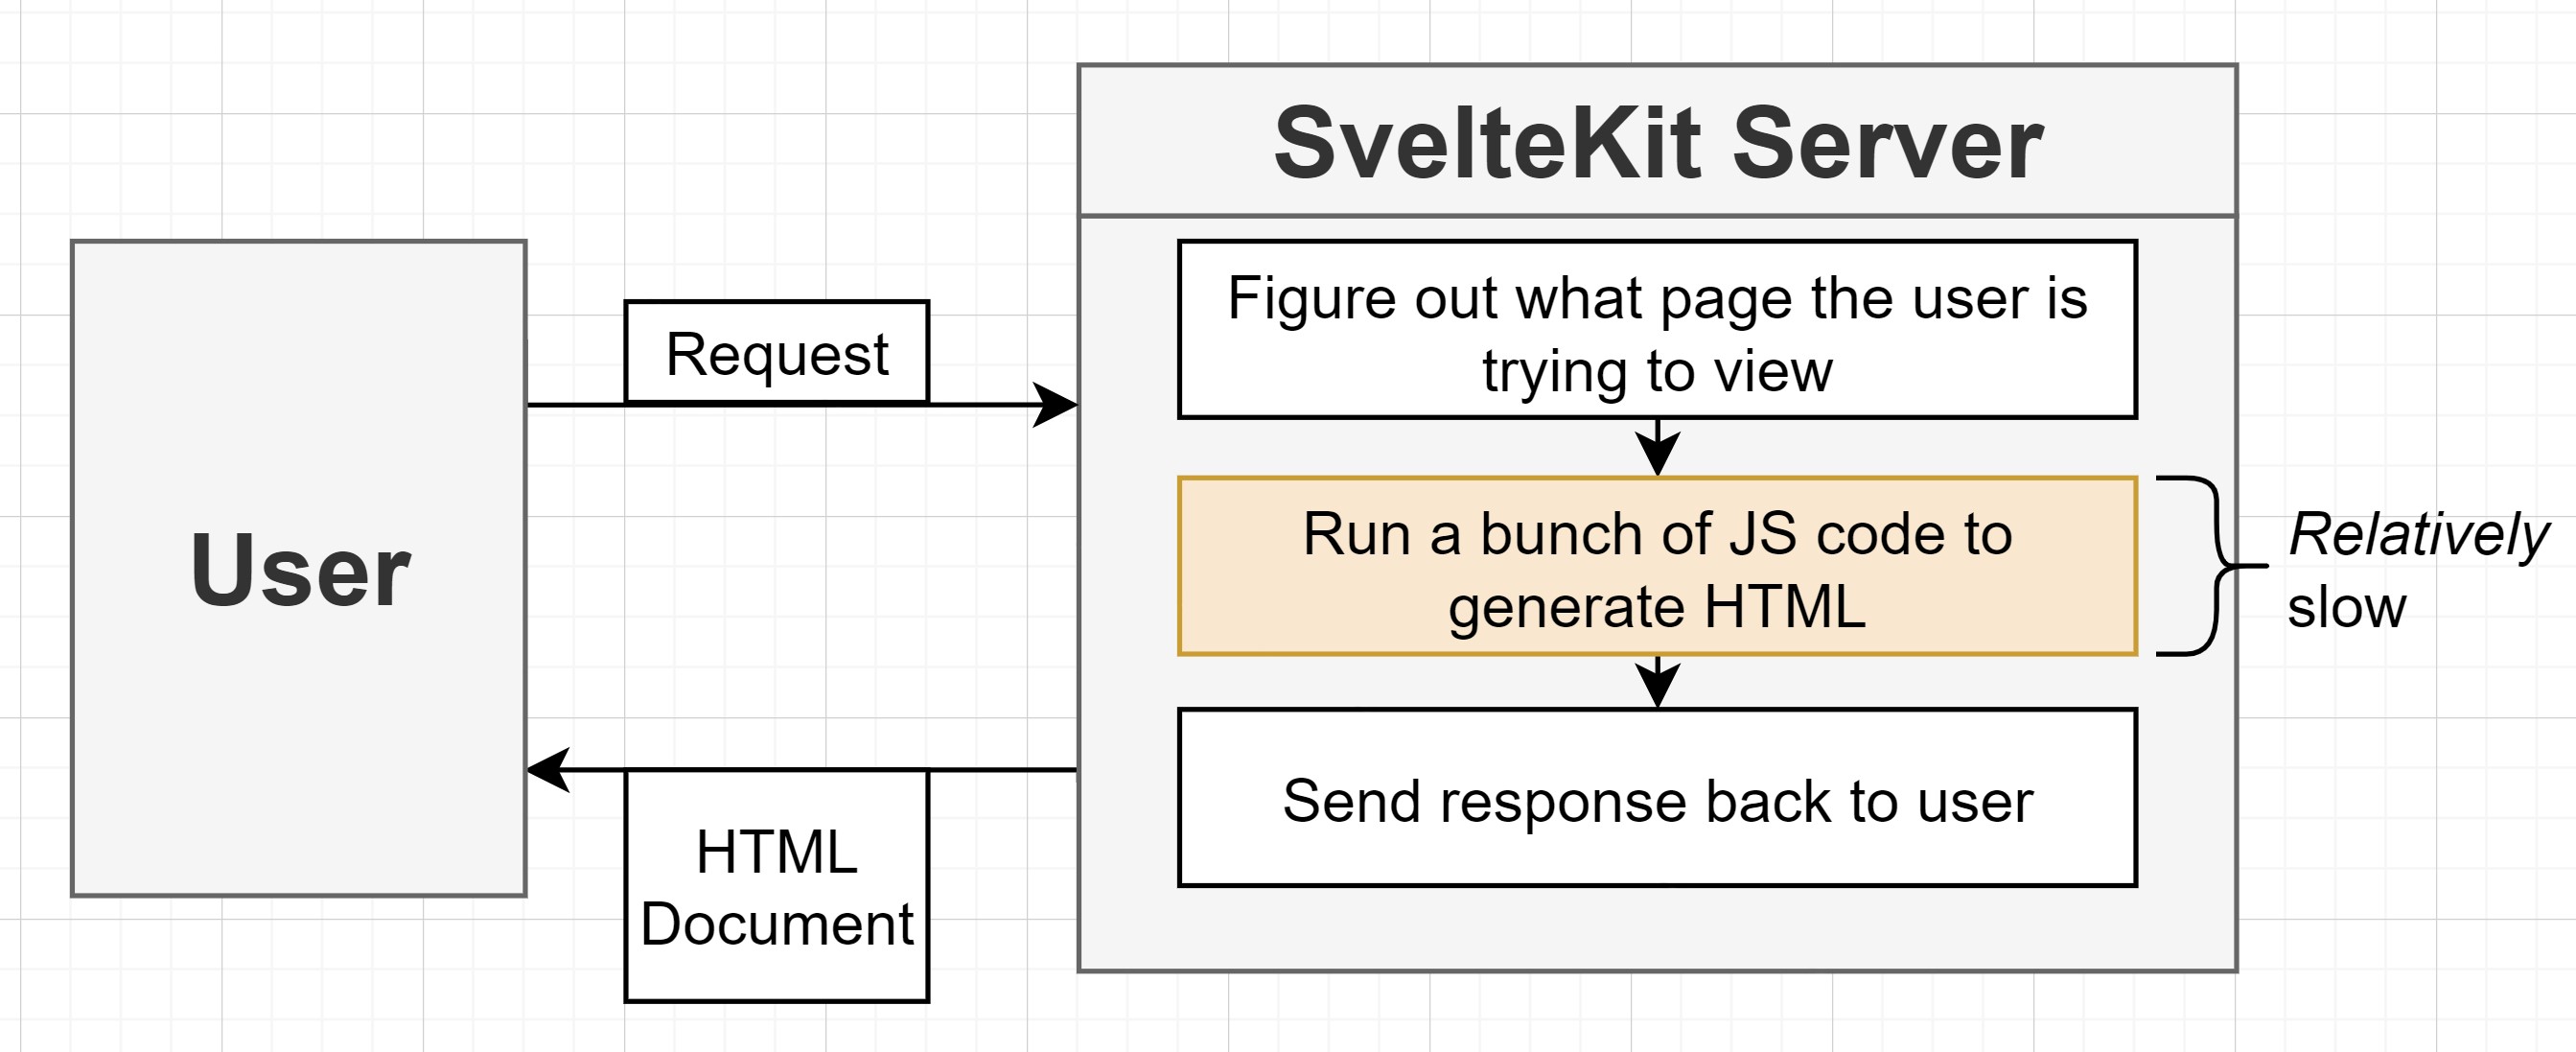 SvelteKit Server
User
Request
Figure out what page the user is
trying to view
Run a bunch of JS code to
generate HTML
Relatively
slow
Send response back to user
HTML
Document